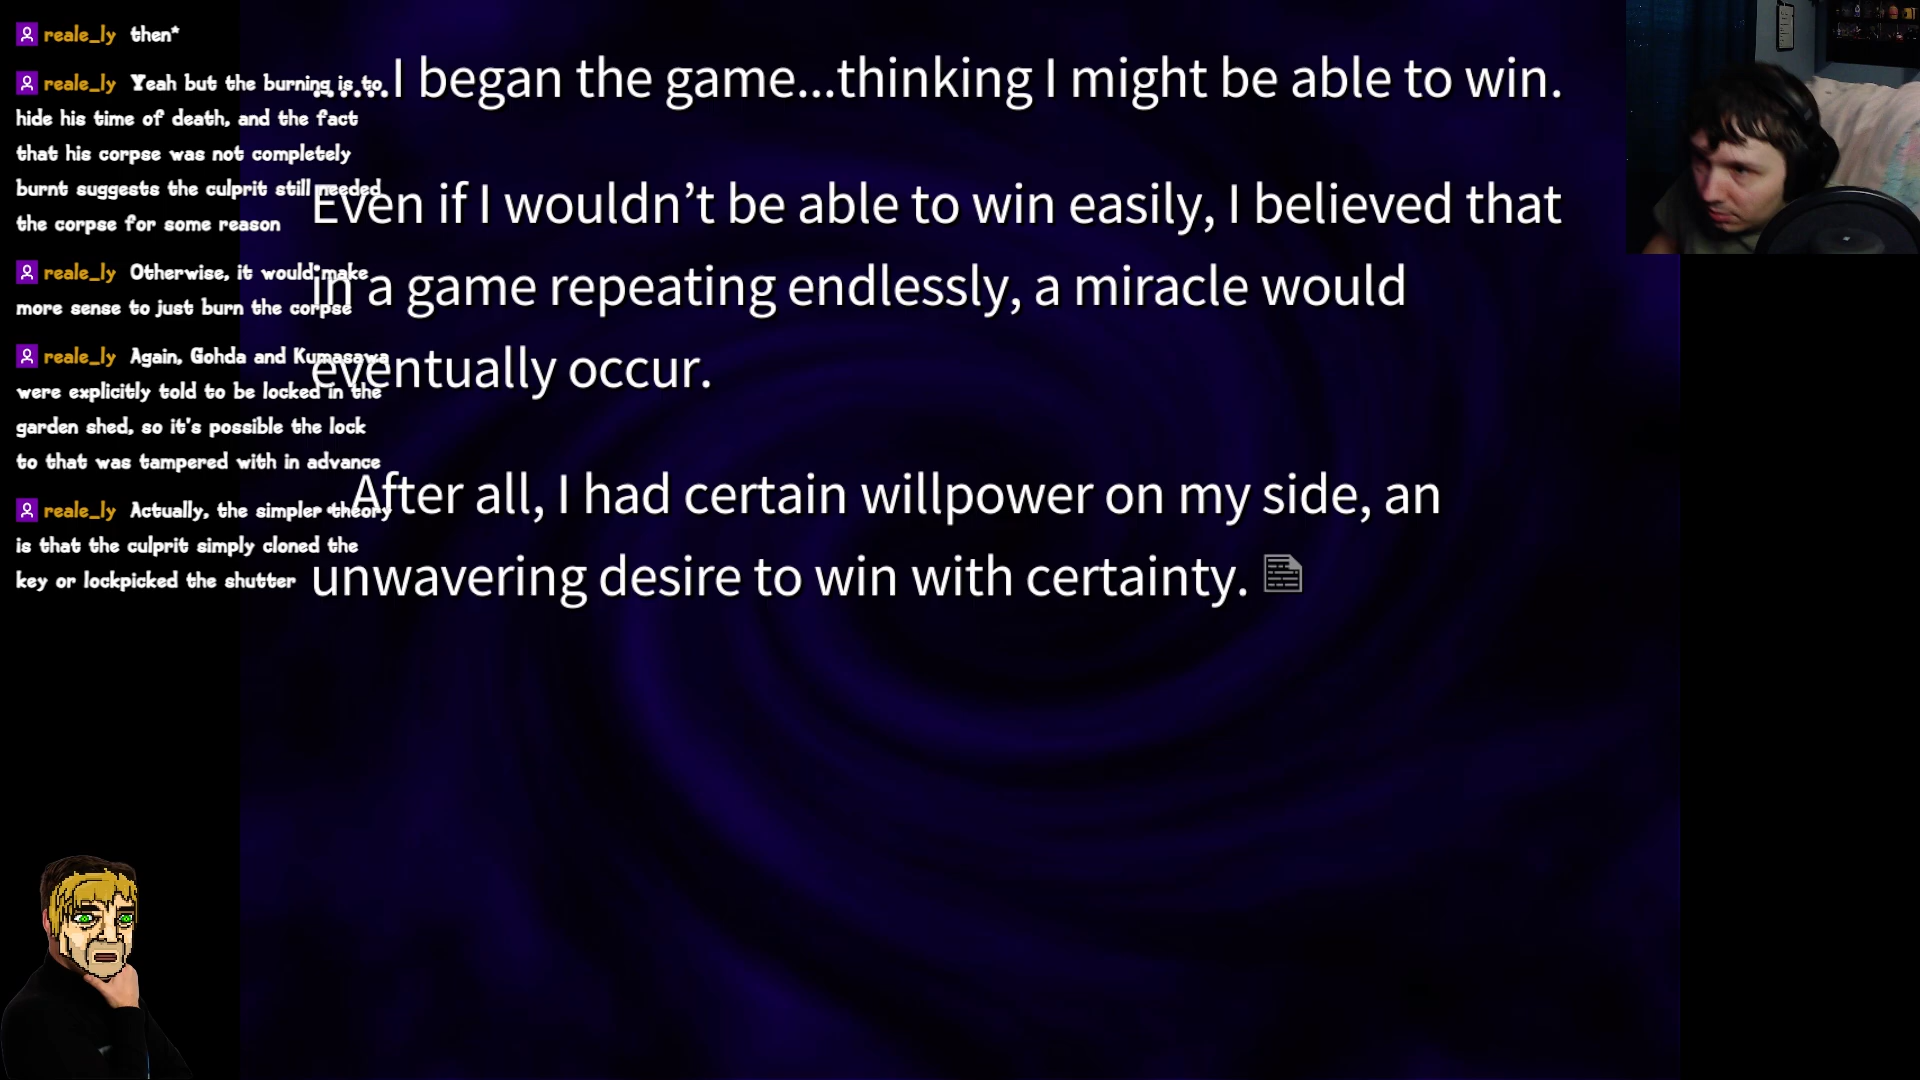 reale_ly then*
reale_ly Yeah but the burning is to
hide his time of death, and the fact
that his corpse was not completely
burnt suggests the culprit still needed
the corpse for some reason
reale_ly Otherwise, it would make
more sense to just burn the corpse
reale_ly Again, Gohda and Kumasawa
were explicitly told to be locked in the
garden shed, so it's possible the lock
to that was tampered with in advance
reale_ly Actually, the simpler theory
is that the culprit simply cloned the
key or lockpicked the shutter
......I began the game...thinking I might be able to win.
Even if I wouldn’t be able to win easily, I believed that
in a game repeating endlessly, a miracle would
eventually occur.
...After all, I had certain willpower on my side, an
unwavering desire to win with certainty.